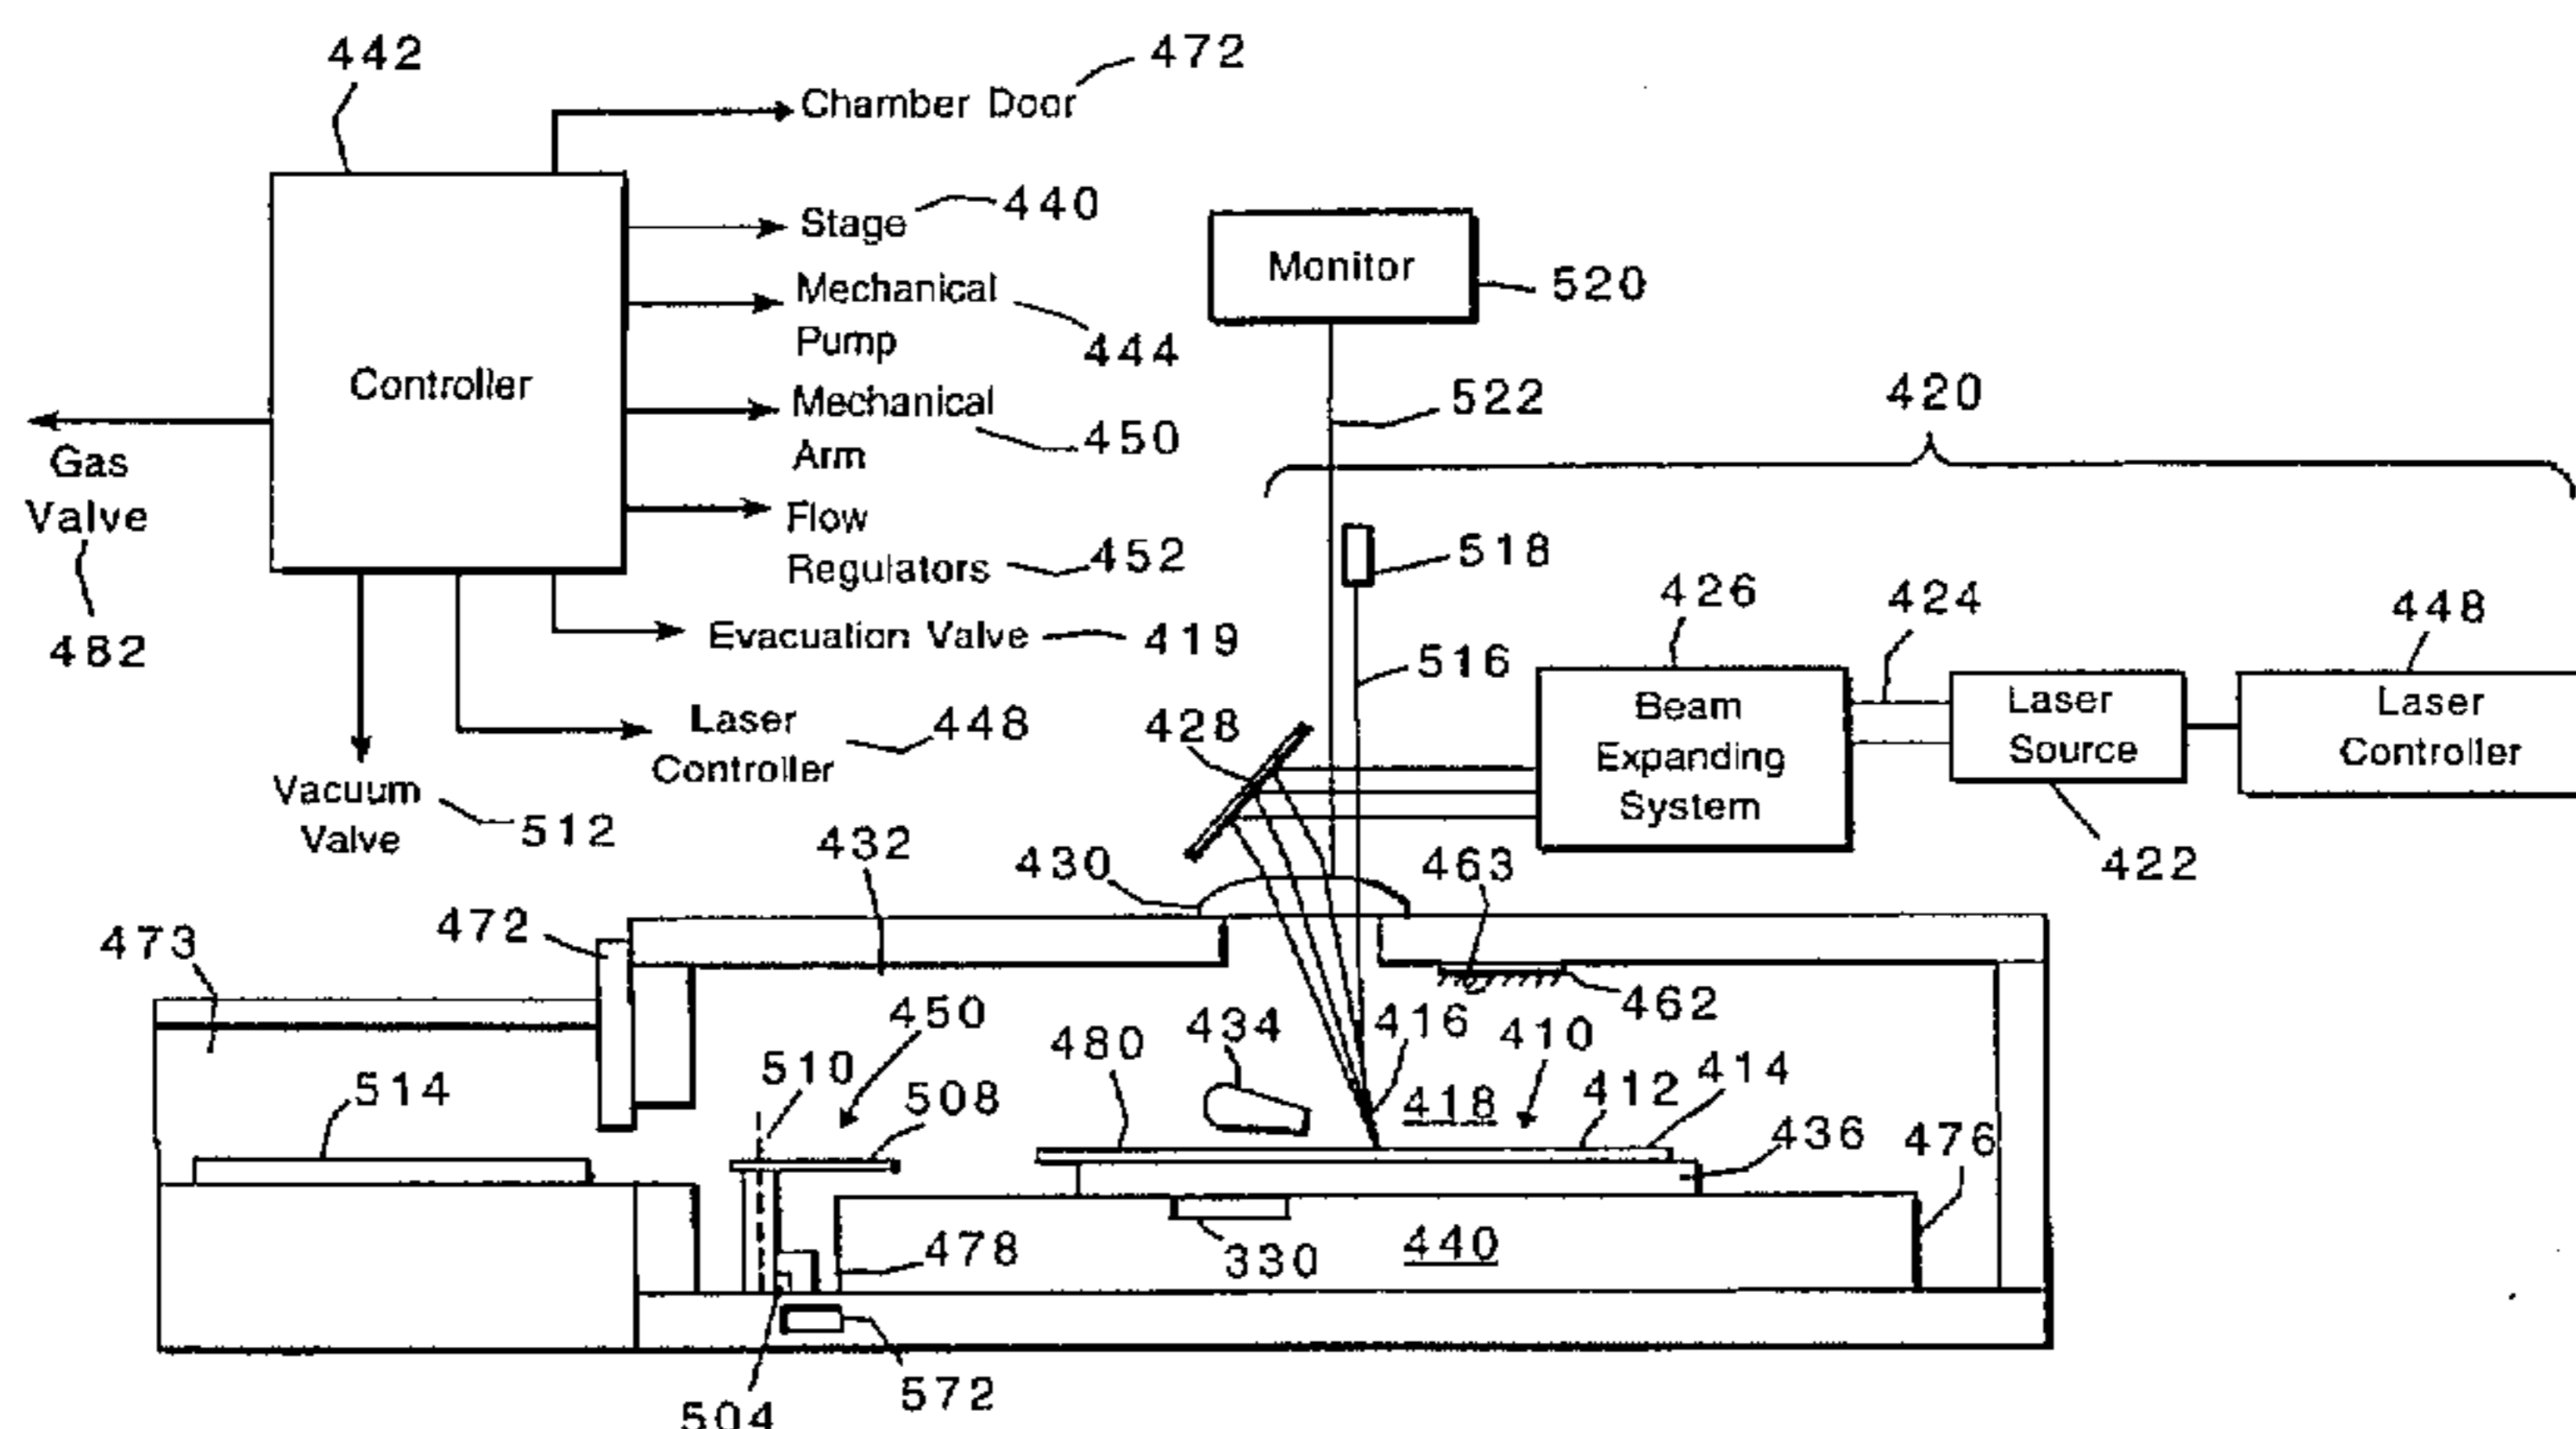 442
Chamber Door 472
Stage 440
Mechanical
Pump 444
Controller
Mechanical
Arm 450
Flow
Regulators 452
Gas
Valve
482
Evacuation Valve 419
Laser
Controller 448
Vacuum
Valve 512
Monitor 520
522
420
518
516
426
424
448
Beam
Expanding
System
Laser
Source
Laser
Controller
422
428
430
432
463
462
472
473
450
434
416
410
480
510
508
418
412
414
436
476
514
478
330
440
572
504